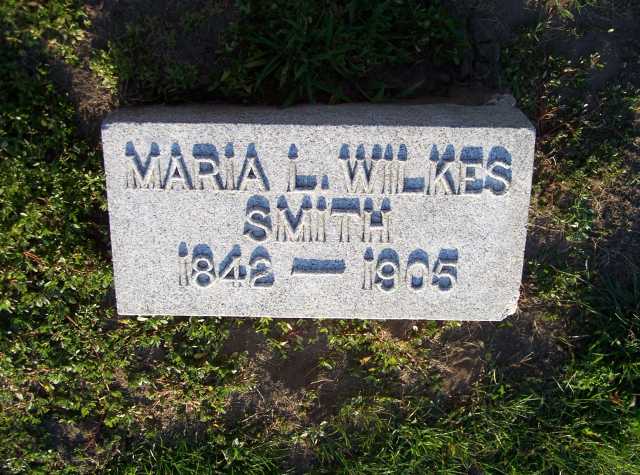 MARIA L. WILKES
SMITH
1842 — 1905